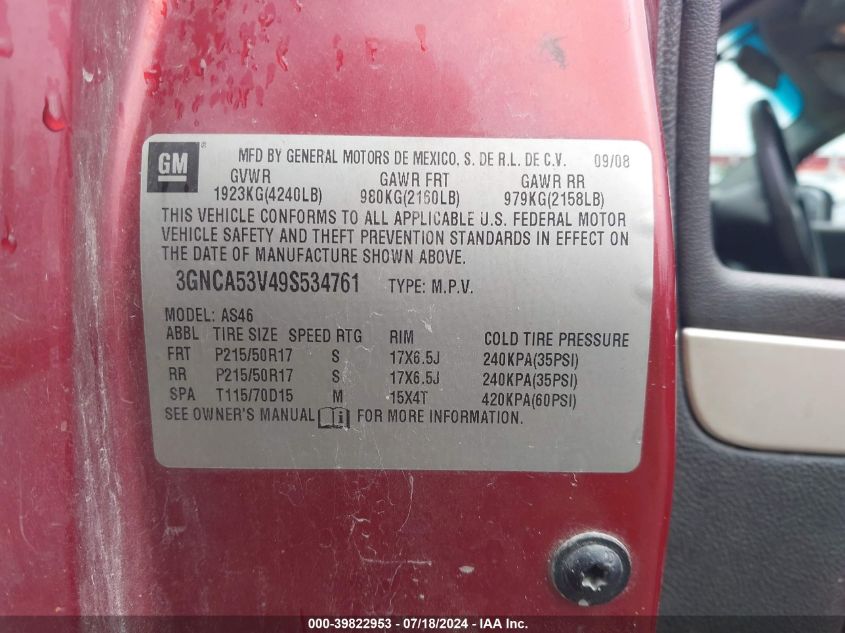 GM MFD BY GENERAL MOTORS DE MEXICO, S. DE R.L. DE C.V. 09/08
GVWR GAWR FRT GAWR RR
1923KG(4240LB) 980KG(2160LB) 979KG(2158LB)
THIS VEHICLE CONFORMS TO ALL APPLICABLE U.S. FEDERAL MOTOR
VEHICLE SAFETY AND THEFT PREVENTION STANDARDS IN EFFECT ON
THE DATE OF MANUFACTURE SHOWN ABOVE.
3GNCA53V49S534761 TYPE: M.P.V.
MODEL: AS46
ABBL TIRE SIZE SPEED RTG RIM COLD TIRE PRESSURE
FRT P215/50R17 S 17X6.5J 240KPA(35PSI)
RR P215/50R17 S 17X6.5J 240KPA(35PSI)
SPA T115/70D15 M 15X4T 420KPA(60PSI)
SEE OWNER'S MANUAL i FOR MORE INFORMATION.
000-39822953 - 07/18/2024 - IAA Inc.